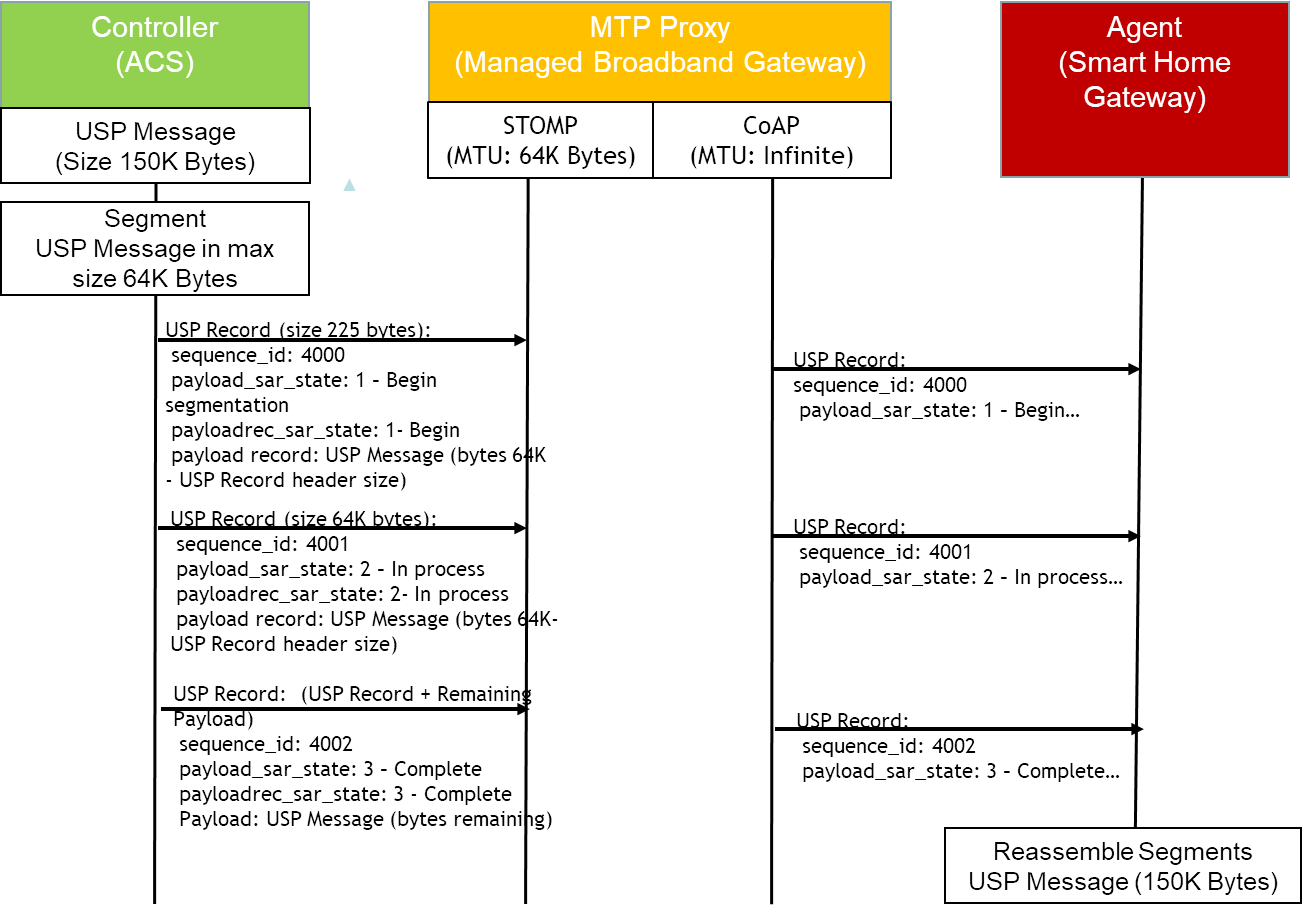 Controller
(ACS)
MTP Proxy
(Managed Broadband Gateway)
Agent
(Smart Home
Gateway)
USP Message
(Size 150K Bytes)
STOMP
(MTU: 64K Bytes)
CoAP
(MTU: Infinite)
Segment
USP Message in max
size 64K Bytes
USP Record (size 225 bytes):
sequence_id: 4000
payload_sar_state: 1 – Begin
segmentation
payloadrec_sar_state: 1- Begin
payload record: USP Message (bytes 64K
- USP Record header size)
USP Record:
sequence_id: 4000
payload_sar_state: 1 – Begin…
USP Record (size 64K bytes):
sequence_id: 4001
payload_sar_state: 2 – In process
payloadrec_sar_state: 2- In process
payload record: USP Message (bytes 64K-
USP Record header size)
USP Record:
sequence_id: 4001
payload_sar_state: 2 – In process…
USP Record: (USP Record + Remaining
Payload)
sequence_id: 4002
payload_sar_state: 3 – Complete
payloadrec_sar_state: 3 - Complete
Payload: USP Message (bytes remaining)
USP Record:
sequence_id: 4002
payload_sar_state: 3 – Complete…
Reassemble Segments
USP Message (150K Bytes)